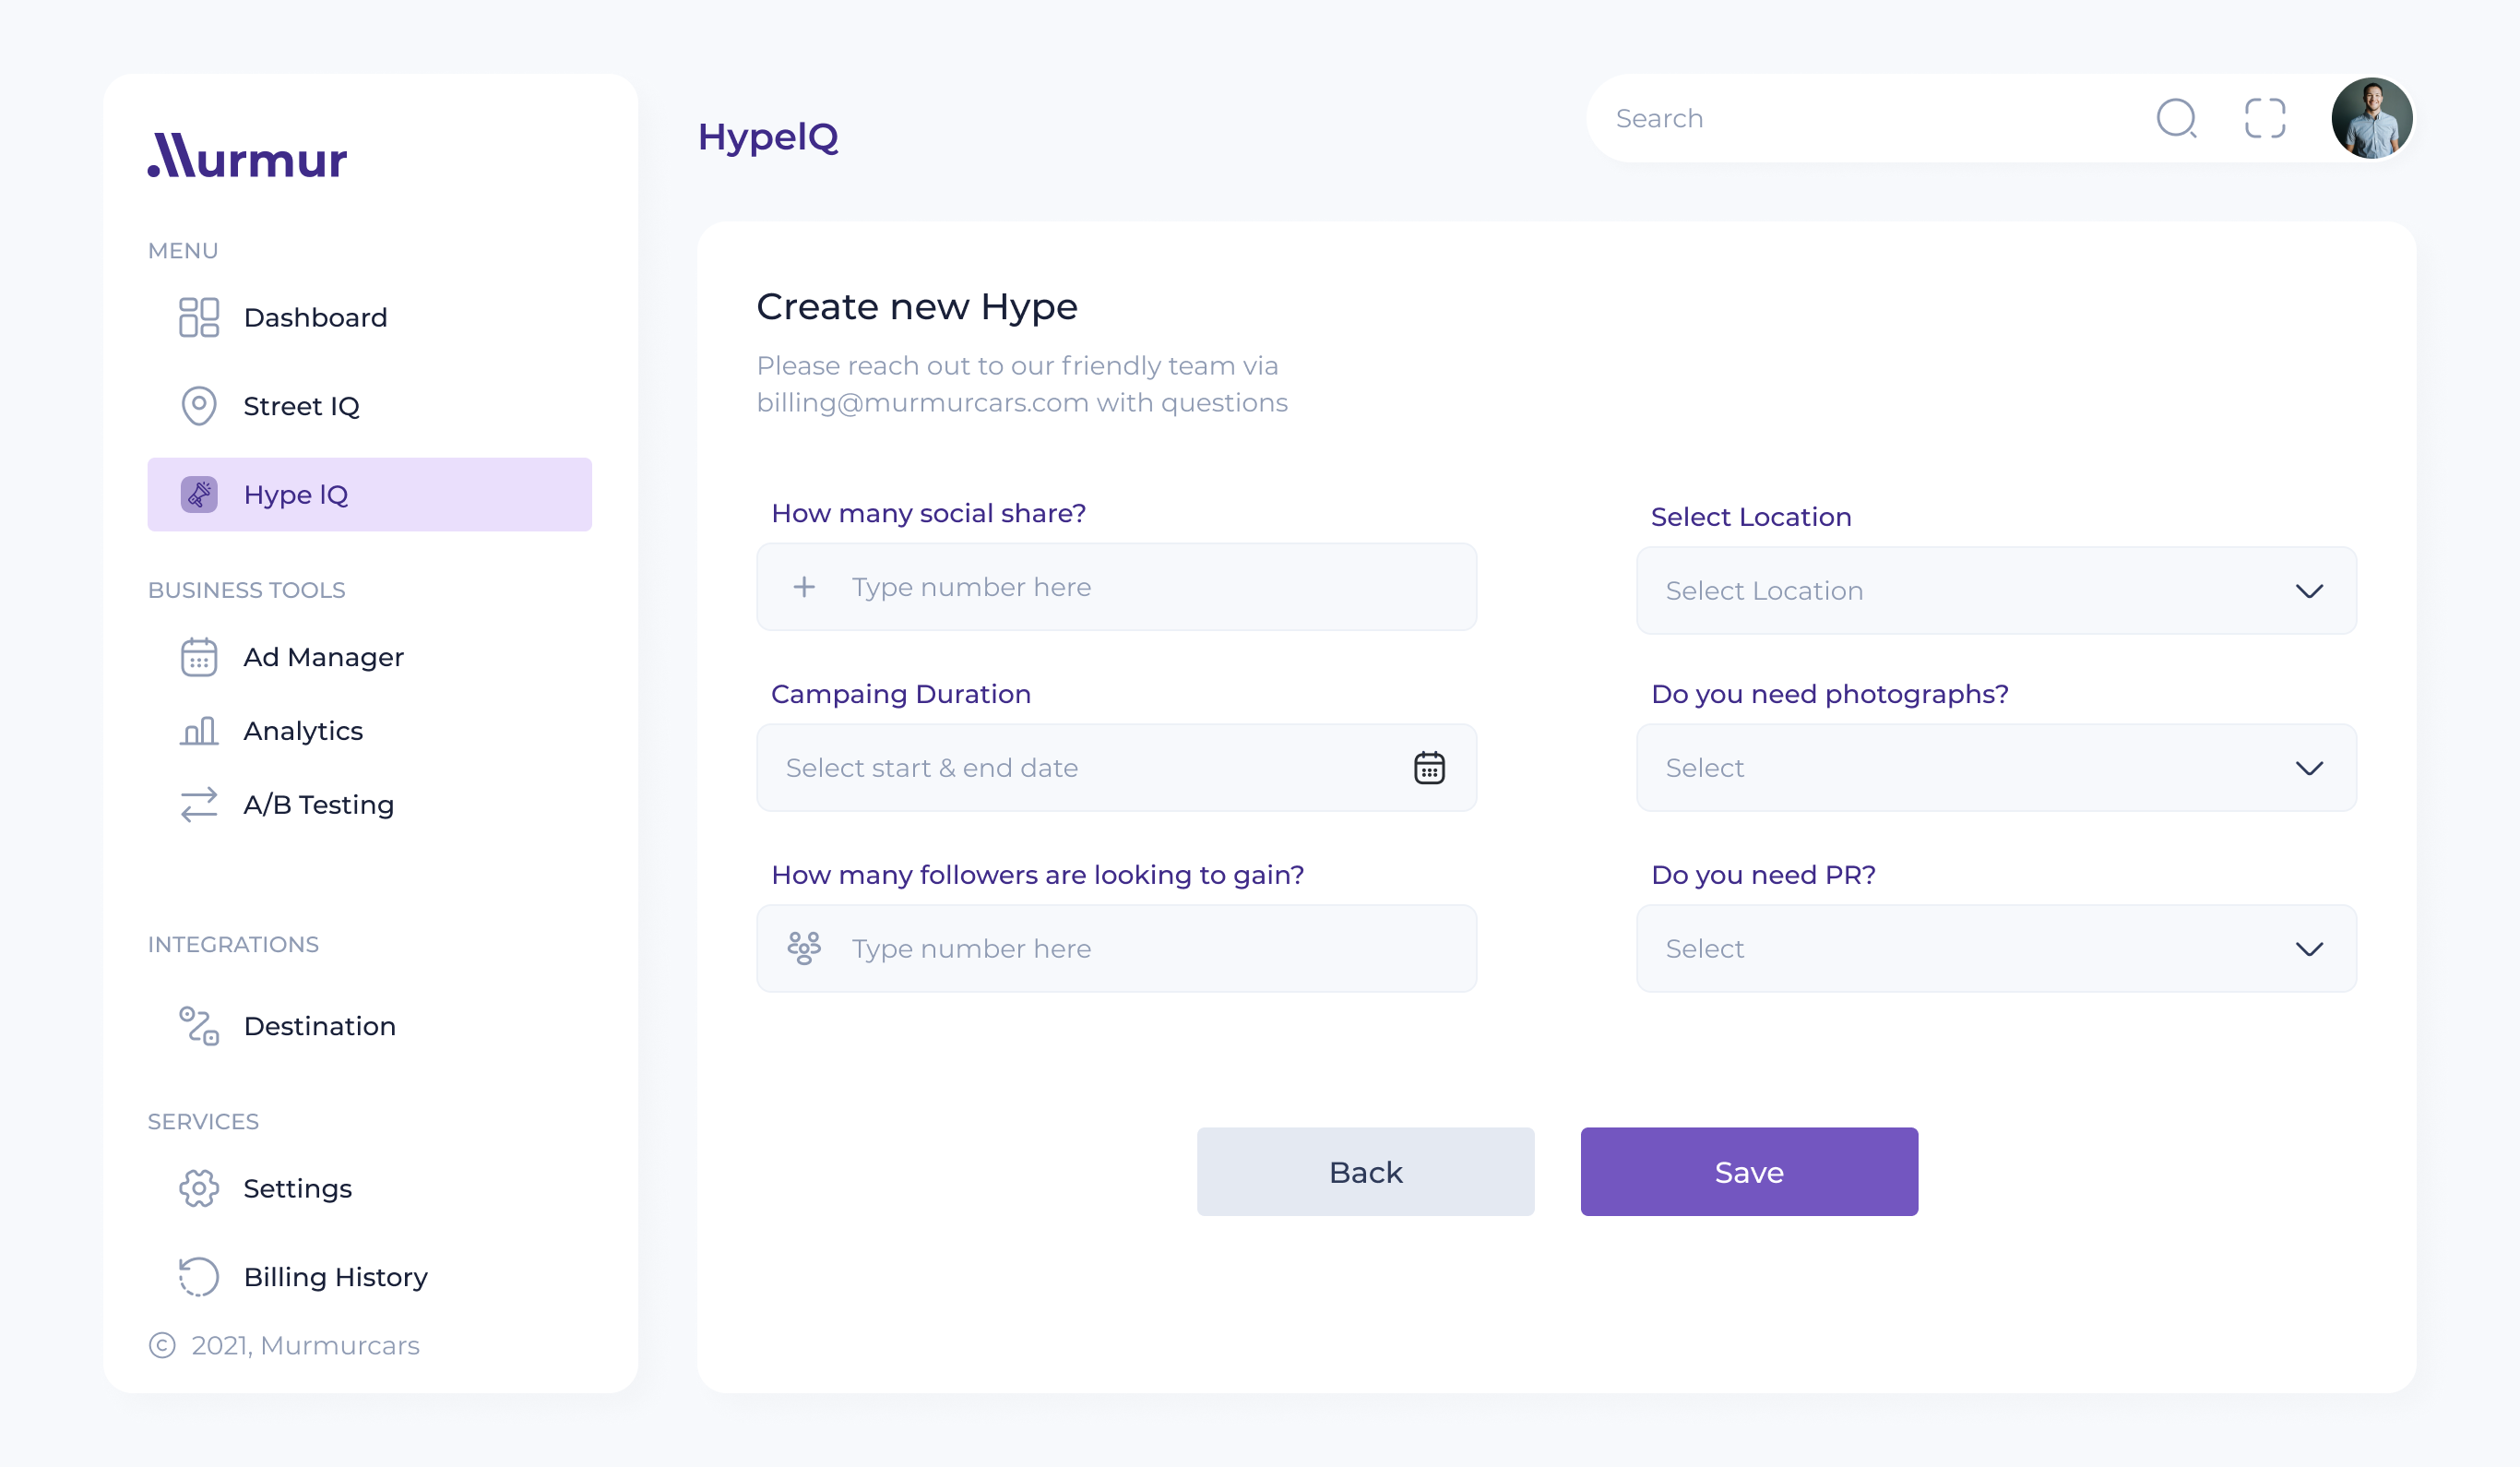 Murmur
MENU
Dashboard
Street IQ
Hype IQ
BUSINESS TOOLS
Ad Manager
Analytics
A/B Testing
INTEGRATIONS
Destination
SERVICES
Settings
Billing History
© 2021, Murmurcars
HypeIQ
Search
Create new Hype
Please reach out to our friendly team via
billing@murmurcars.com with questions
How many social share?
Type number here
Select Location
Select Location
Campaing Duration
Select start & end date
Do you need photographs?
Select
How many followers are looking to gain?
Type number here
Do you need PR?
Select
Back
Save